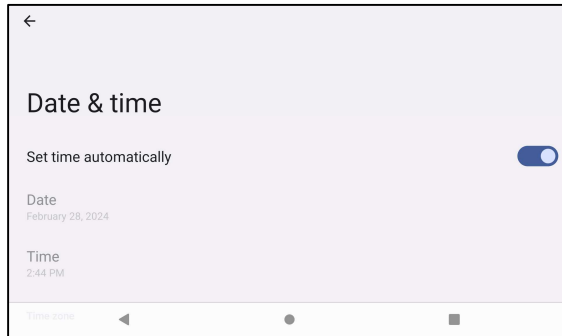 Date & time
Set time automatically
Date
February 28, 2024
Time
2:44 PM
Time zone